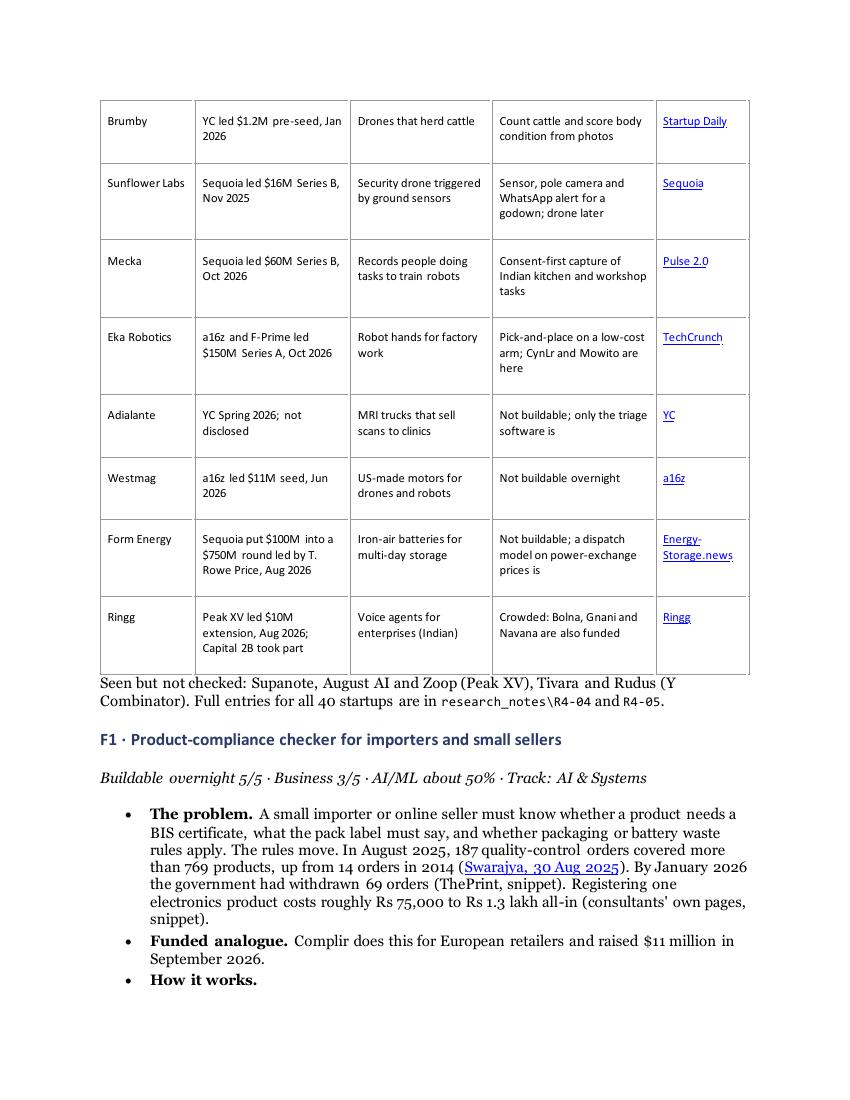 Brumby
YC led $1.2M pre-seed, Jan
2026
Drones that herd cattle
Count cattle and score body
condition from photos
Startup Daily
Sunflower Labs
Sequoia led $16M Series B,
Nov 2025
Security drone triggered
by ground sensors
Sensor, pole camera and
WhatsApp alert for a
godown; drone later
Sequoia
Mecka
Sequoia led $60M Series B,
Oct 2026
Records people doing
tasks to train robots
Consent-first capture of
Indian kitchen and workshop
tasks
Pulse 2.0
Eka Robotics
a16z and F-Prime led
$150M Series A, Oct 2026
Robot hands for factory
work
Pick-and-place on a low-cost
arm; CynLr and Mowito are
here
TechCrunch
Adialante
YC Spring 2026; not
disclosed
MRI trucks that sell
scans to clinics
Not buildable; only the triage
software is
YC
Westmag
a16z led $11M seed, Jun
2026
US-made motors for
drones and robots
Not buildable overnight
a16z
Form Energy
Sequoia put $100M into a
$750M round led by T.
Rowe Price, Aug 2026
Iron-air batteries for
multi-day storage
Not buildable; a dispatch
model on power-exchange
prices is
Energy-
Storage.news
Ringg
Peak XV led $10M
extension, Aug 2026;
Capital 2B took part
Voice agents for
enterprises (Indian)
Crowded: Bolna, Gnani and
Navana are also funded
Ringg
Seen but not checked: Supanote, August AI and Zoop (Peak XV), Tivara and Rudus (Y
Combinator). Full entries for all 40 startups are in research_notes\R4-04 and R4-05.
F1 · Product-compliance checker for importers and small sellers
Buildable overnight 5/5 · Business 3/5 · AI/ML about 50% · Track: AI & Systems
• The problem. A small importer or online seller must know whether a product needs a
BIS certificate, what the pack label must say, and whether packaging or battery waste
rules apply. The rules move. In August 2025, 187 quality-control orders covered more
than 769 products, up from 14 orders in 2014 (Swarajya, 30 Aug 2025). By January 2026
the government had withdrawn 69 orders (ThePrint, snippet). Registering one
electronics product costs roughly Rs 75,000 to Rs 1.3 lakh all-in (consultants' own pages,
snippet).
• Funded analogue. Complir does this for European retailers and raised $11 million in
September 2026.
• How it works.